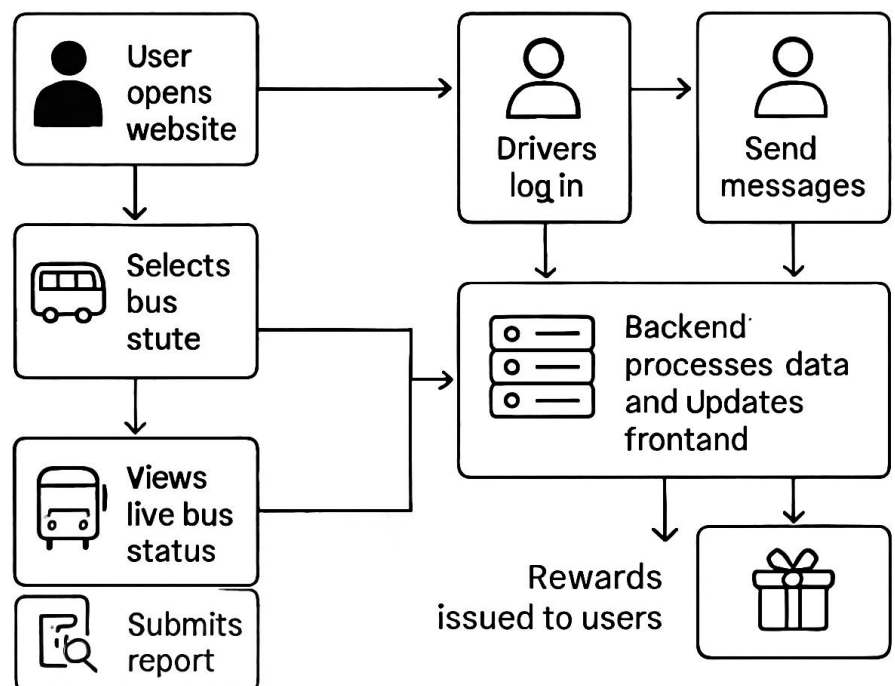 User
opens
website
Drivers
log in
Send
messages
Selects
bus
stute
Backend
processes data
and Updates
frontand
Views
live bus
status
Rewards
issued to users
Submits
report